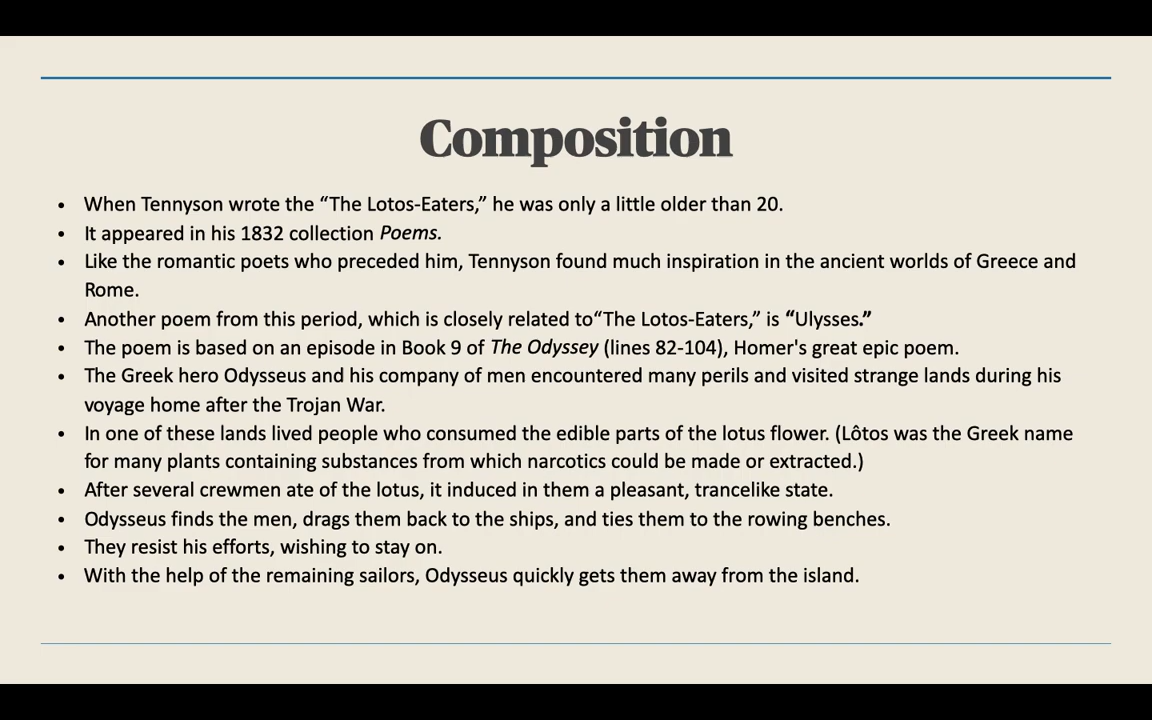 Composition
• When Tennyson wrote the “The Lotos-Eaters,” he was only a little older than 20.
• It appeared in his 1832 collection Poems.
• Like the romantic poets who preceded him, Tennyson found much inspiration in the ancient worlds of Greece and
Rome.
• Another poem from this period, which is closely related to“The Lotos-Eaters,” is “Ulysses.”
• The poem is based on an episode in Book 9 of The Odyssey (lines 82-104), Homer's great epic poem.
• The Greek hero Odysseus and his company of men encountered many perils and visited strange lands during his
voyage home after the Trojan War.
• In one of these lands lived people who consumed the edible parts of the lotus flower. (Lôtos was the Greek name
for many plants containing substances from which narcotics could be made or extracted.)
• After several crewmen ate of the lotus, it induced in them a pleasant, trancelike state.
• Odysseus finds the men, drags them back to the ships, and ties them to the rowing benches.
• They resist his efforts, wishing to stay on.
• With the help of the remaining sailors, Odysseus quickly gets them away from the island.